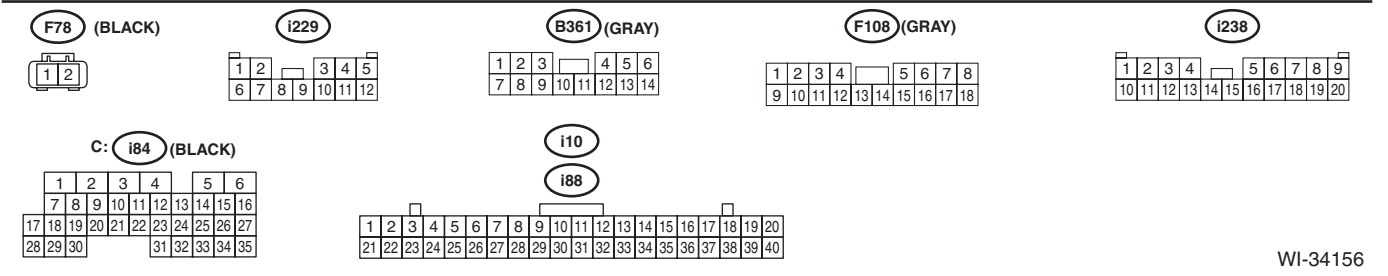 F78 (BLACK)
1 2
i229
1 2 3 4 5
6 7 8 9 10 11 12
B361 (GRAY)
1 2 3 4 5 6
7 8 9 10 11 12 13 14
F108 (GRAY)
1 2 3 4 5 6 7 8
9 10 11 12 13 14 15 16 17 18
i238
1 2 3 4 5 6 7 8 9
10 11 12 13 14 15 16 17 18 19 20
C: i84 (BLACK)
1 2 3 4 5 6
7 8 9 10 11 12 13 14 15 16
17 18 19 20 21 22 23 24 25 26 27
28 29 30 31 32 33 34 35
i10
i88
1 2 3 4 5 6 7 8 9 10 11 12 13 14 15 16 17 18 19 20
21 22 23 24 25 26 27 28 29 30 31 32 33 34 35 36 37 38 39 40
WI-34156